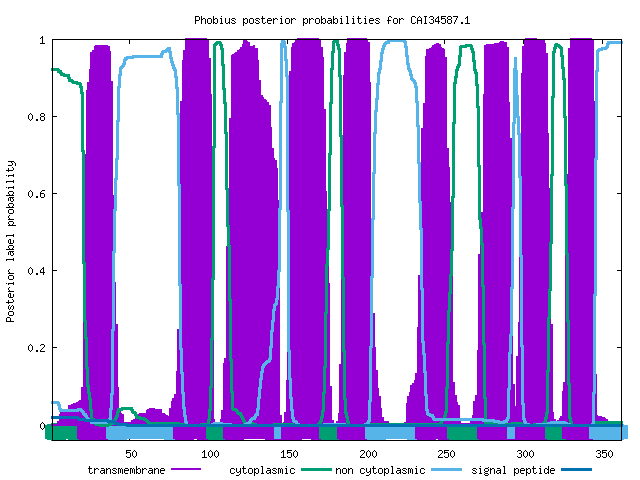 Phobius posterior probabilities for CAI34587.1
1
0.8
0.6
0.4
0.2
0
Posterior label probability
50 100 150 200 250 300 350
transmembrane cytoplasmic non cytoplasmic signal peptide